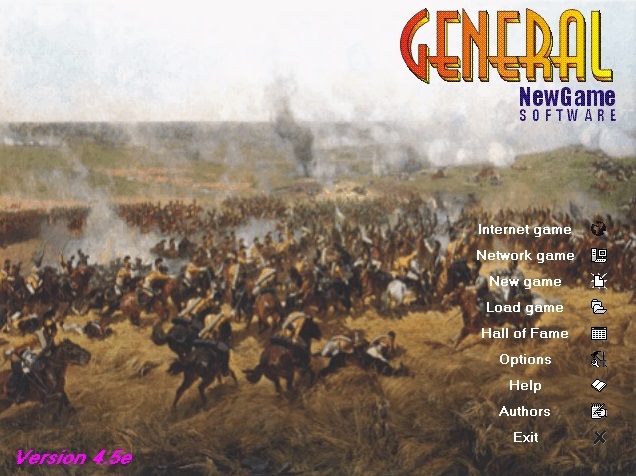 GENERAL
NewGame
SOFTWARE
Internet game
Network game
New game
Load game
Hall of Fame
Options
Help
Authors
Exit
Version 4.5e